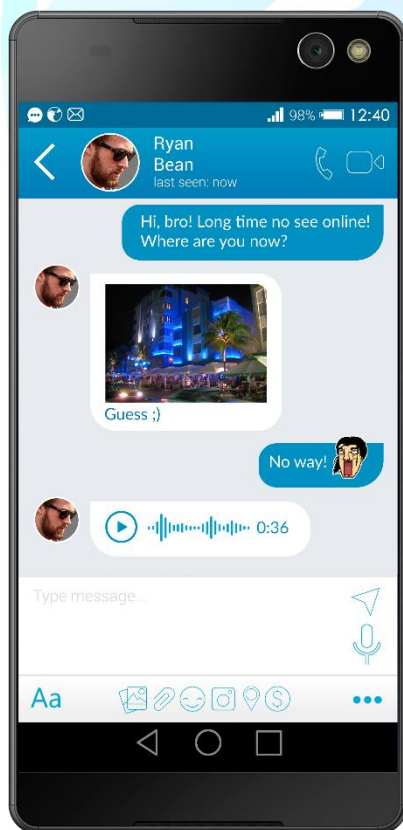 98% 12:40
Ryan
Bean
last seen: now
Hi, bro! Long time no see online!
Where are you now?
Guess ;)
No way!
0:36
Type message...
Aa